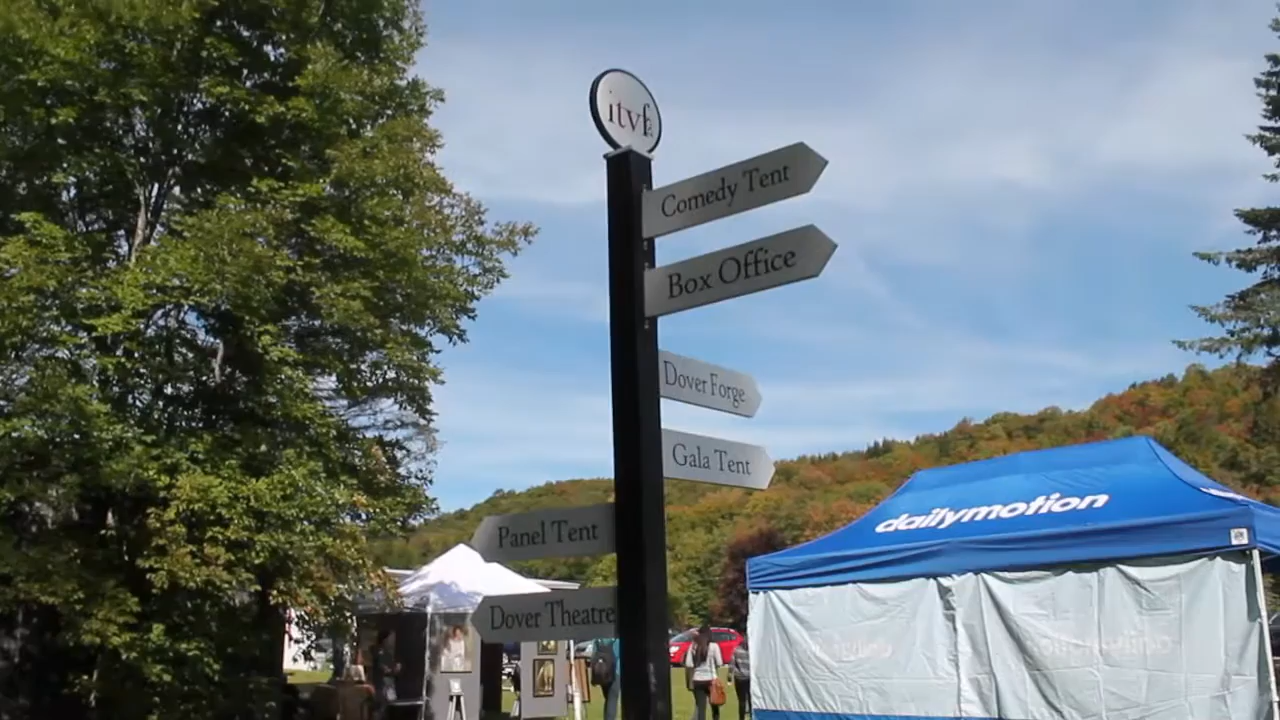 itvf
Comedy Tent
Box Office
Dover Forge
Gala Tent
Panel Tent
Dover Theatre
dailymotion